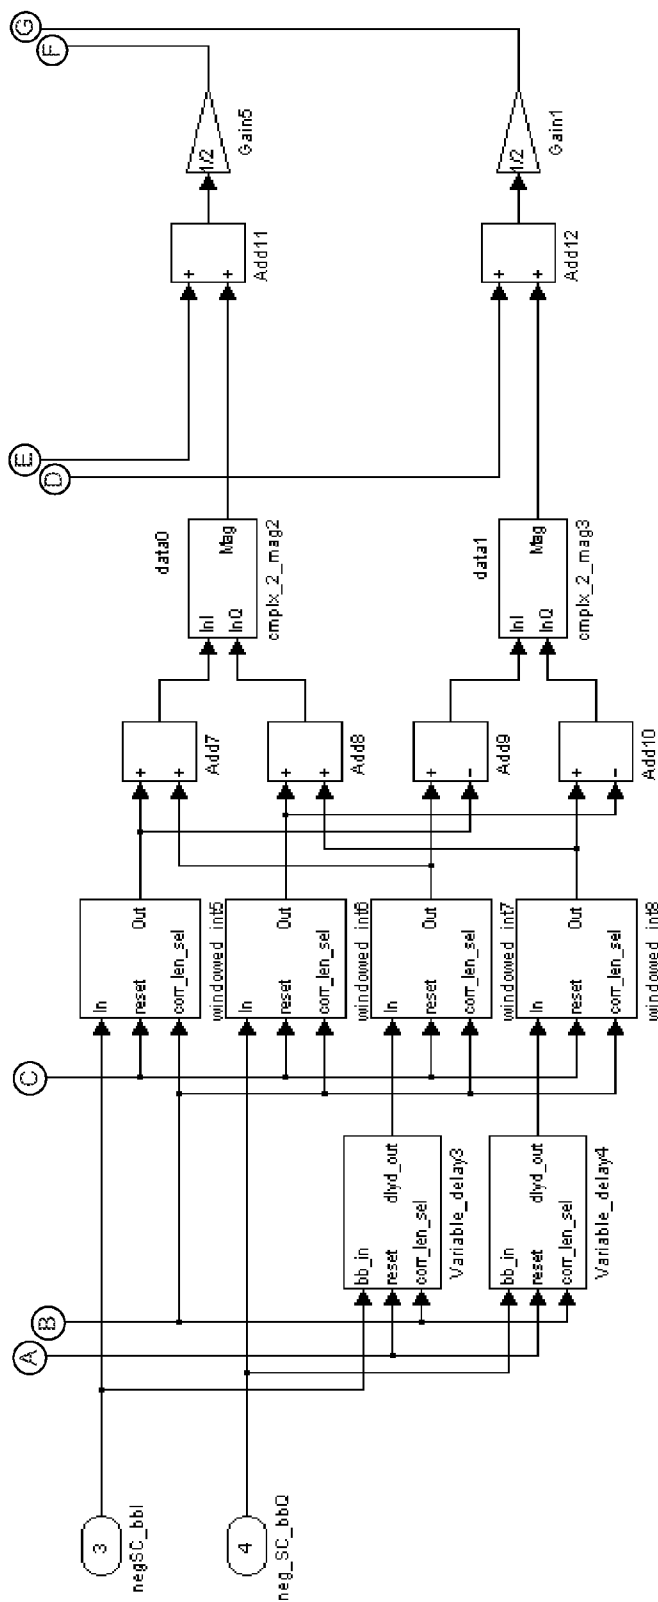 3
negSC_bbI
4
neg_SC_bbQ
A
B
C
bb_in
reset
corr_len_sel
dlyd_out
Variable_delay3
bb_in
reset
corr_len_sel
dlyd_out
Variable_delay4
In
reset
corr_len_sel
Out
windowed_int5
In
reset
corr_len_sel
Out
windowed_int6
In
reset
corr_len_sel
Out
windowed_int7
In
reset
corr_len_sel
Out
windowed_int8
+
+
Add7
+
+
Add8
+
-
Add9
+
-
Add10
data0
InI
InQ
Mag
cmplx_2_mag2
data1
InI
InQ
Mag
cmplx_2_mag3
E
D
+
+
Add11
+
+
Add12
1/2
Gain5
1/2
Gain1
G
F